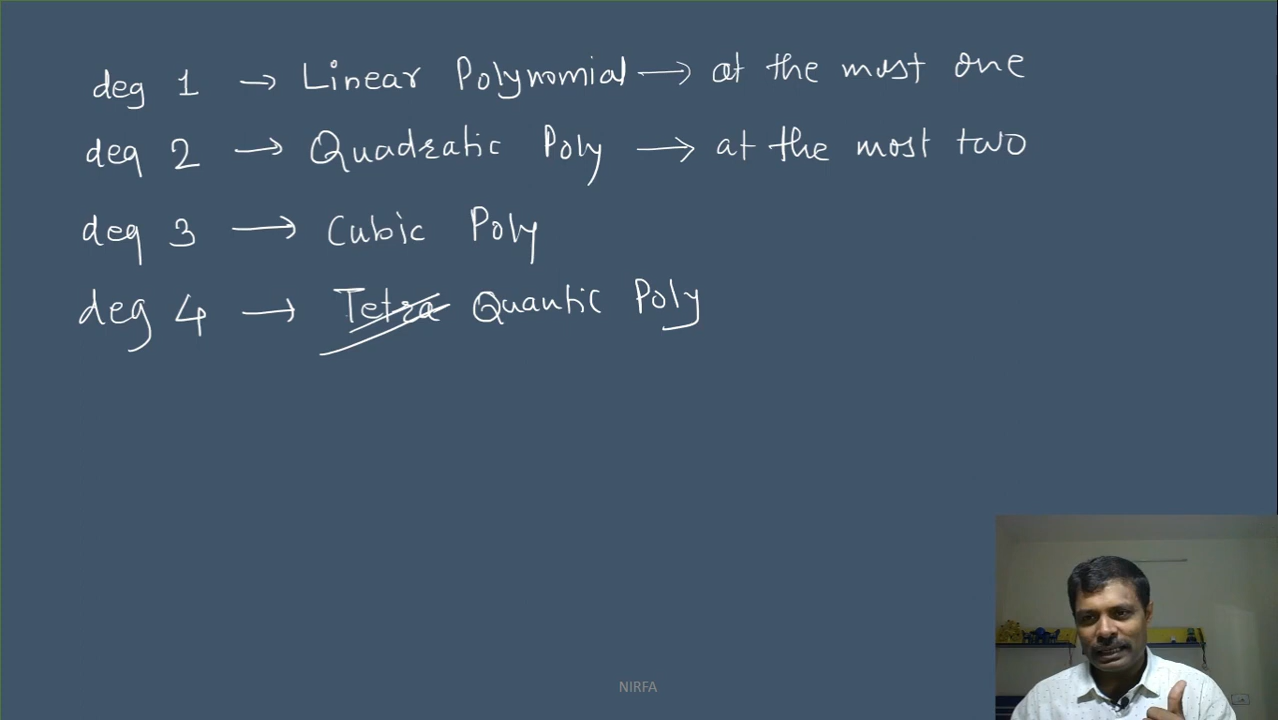 deg 1 → Linear Polynomial → at the most one
deg 2 → Quadratic Poly → at the most two
deg 3 → Cubic Poly
deg 4 → Tetra Quantic Poly
NIRFA